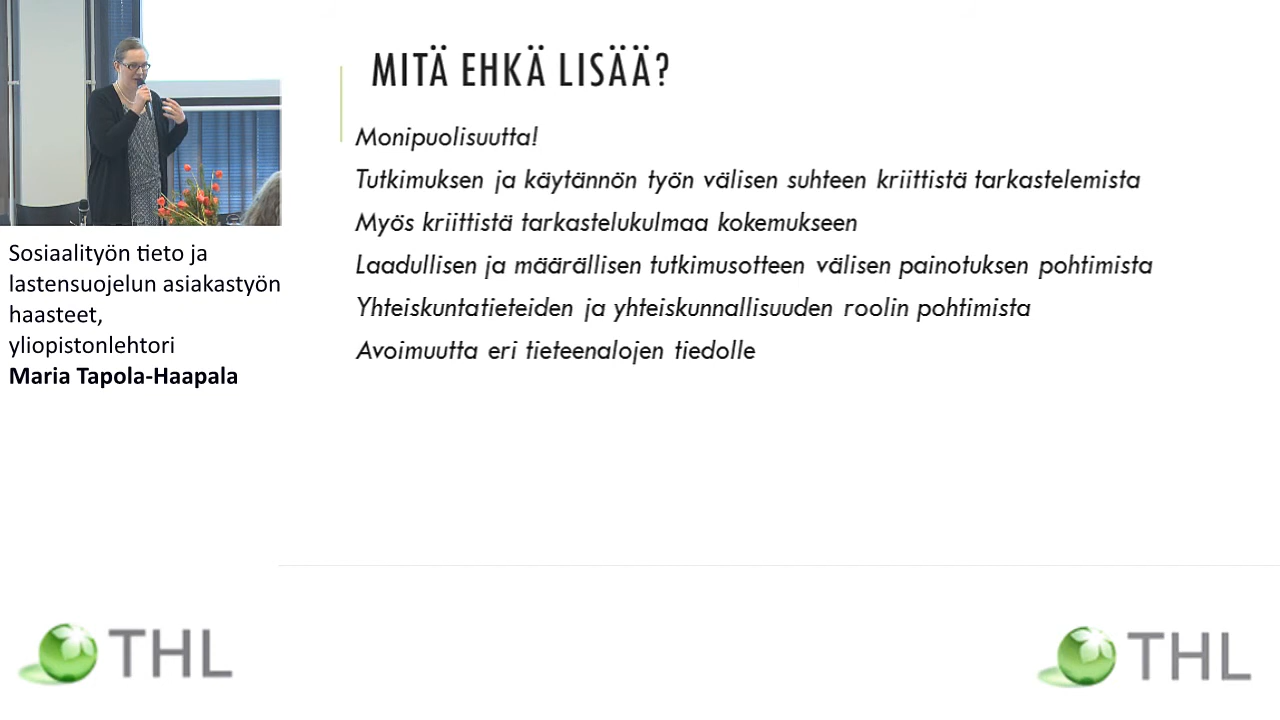 MITÄ EHKÄ LISÄÄ?
Monipuolisuutta!
Tutkimuksen ja käytännön työn välisen suhteen kriittistä tarkastelemista
Myös kriittistä tarkastelukulmaa kokemukseen
Laadullisen ja määrällisen tutkimusotteen välisen painotuksen pohtimista
Yhteiskuntatieteiden ja yhteiskunnallisuuden roolin pohtimista
Avoimuutta eri tieteenalojen tiedolle
Sosiaalityön tieto ja
lastensuojelun asiakastyön
haasteet,
yliopistonlehtori
Maria Tapola-Haapala
THL
THL